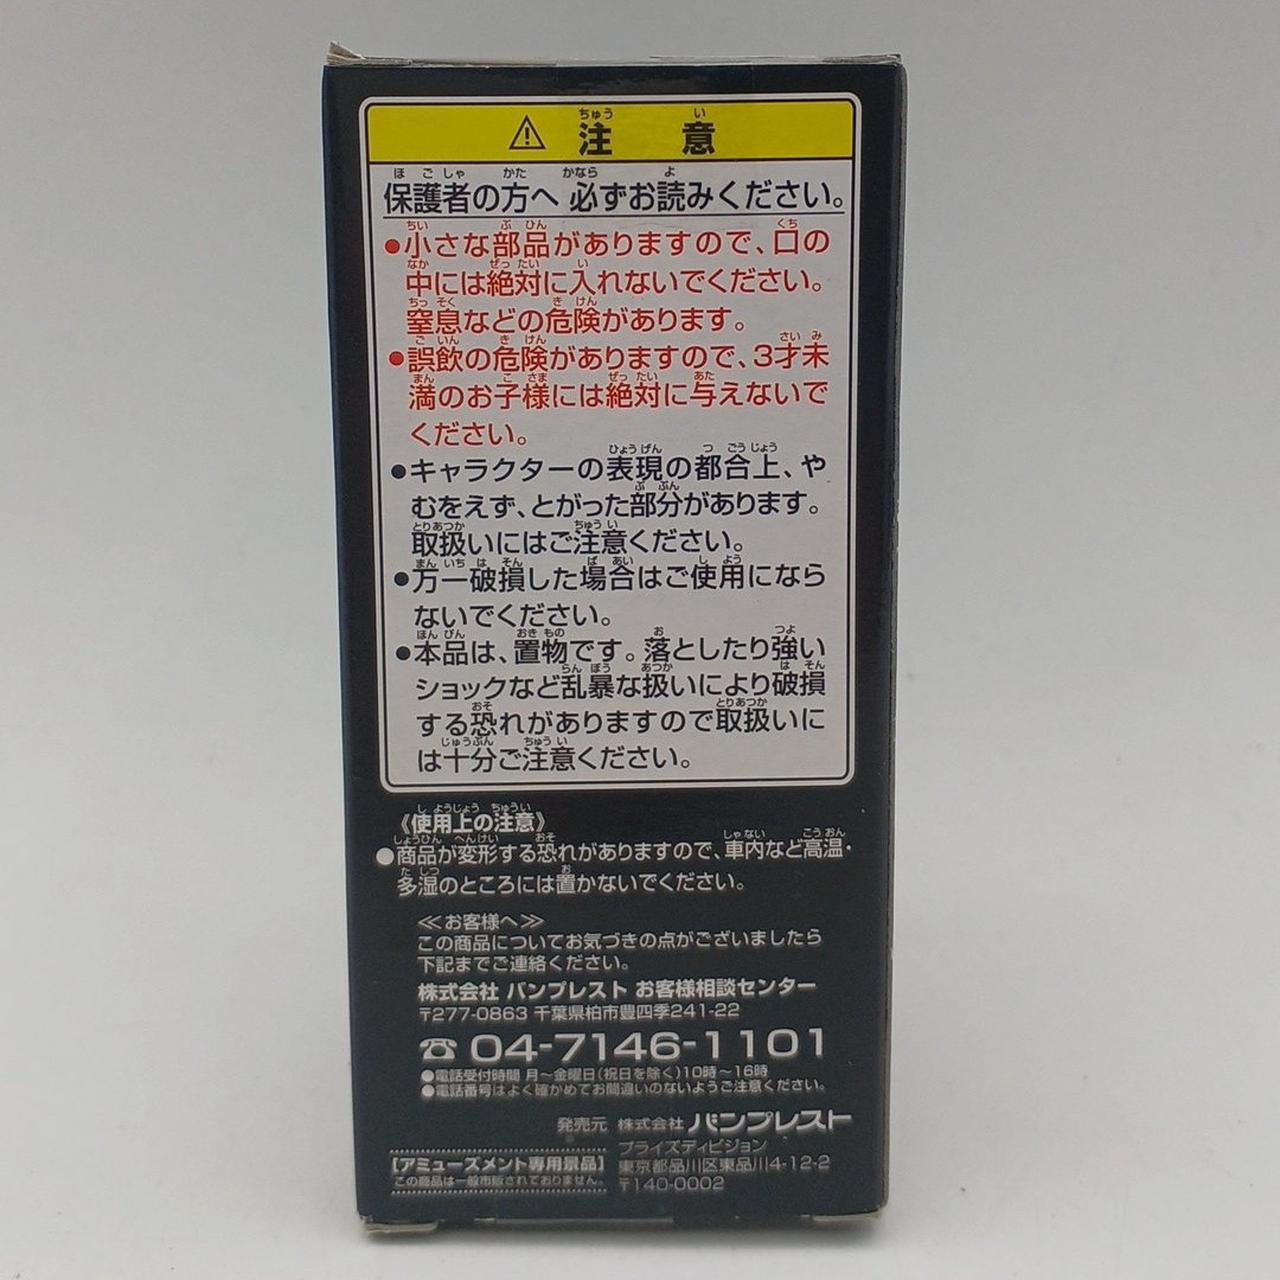 ⚠ 注意
保護者の方へ 必ずお読みください。
●小さな部品がありますので、口の
中には絶対に入れないでください。
窒息などの危険があります。
●誤飲の危険がありますので、3才未
満のお子様には絶対に与えないで
ください。
●キャラクターの表現の都合上、や
むをえず、とがった部分があります。
取扱いにはご注意ください。
●万一破損した場合はご使用になら
ないでください。
●本品は、置物です。落としたり強い
ショックなど乱暴な扱いにより破損
する恐れがありますので取扱いに
は十分ご注意ください。
《使用上の注意》
●商品が変形する恐れがありますので、車内など高温・
多湿のところには置かないでください。
≪お客様へ≫
この商品についてお気づきの点がございましたら
下記までご連絡ください。
株式会社 バンプレスト お客様相談センター
〒277-0863 千葉県柏市豊四季241-22
☎ 04-7146-1101
●電話受付時間 月〜金曜日(祝日を除く)10時〜16時
●電話番号はよく確かめてお間違いのないようご注意ください。
発売元 株式会社 バンプレスト
プライズディビジョン
東京都品川区東品川4-12-2
〒140-0002
[アミューズメント専用景品]
この商品は一般市販されておりません。